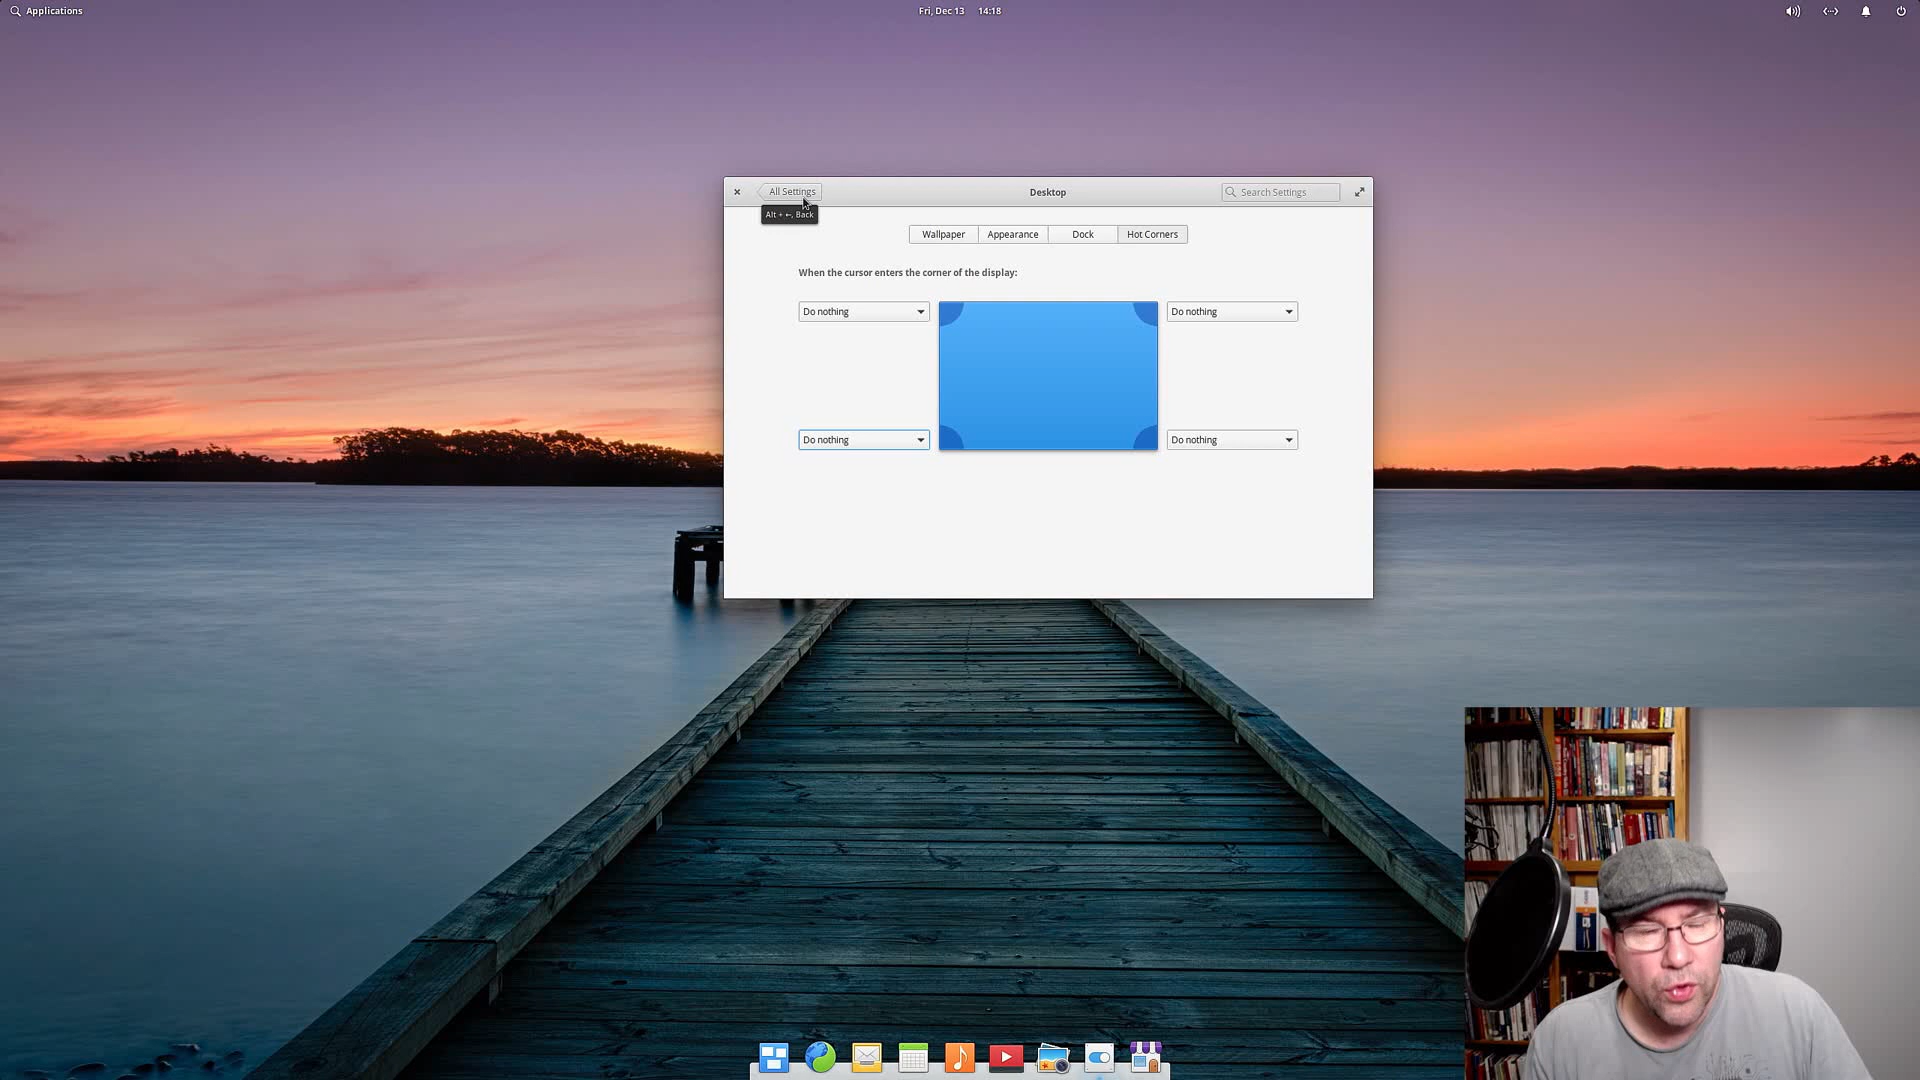 Applications
Fri, Dec 13 14:18
All Settings
Desktop
Search Settings
Alt + ←, Back
Wallpaper
Appearance
Dock
Hot Corners
When the cursor enters the corner of the display:
Do nothing
Do nothing
Do nothing
Do nothing